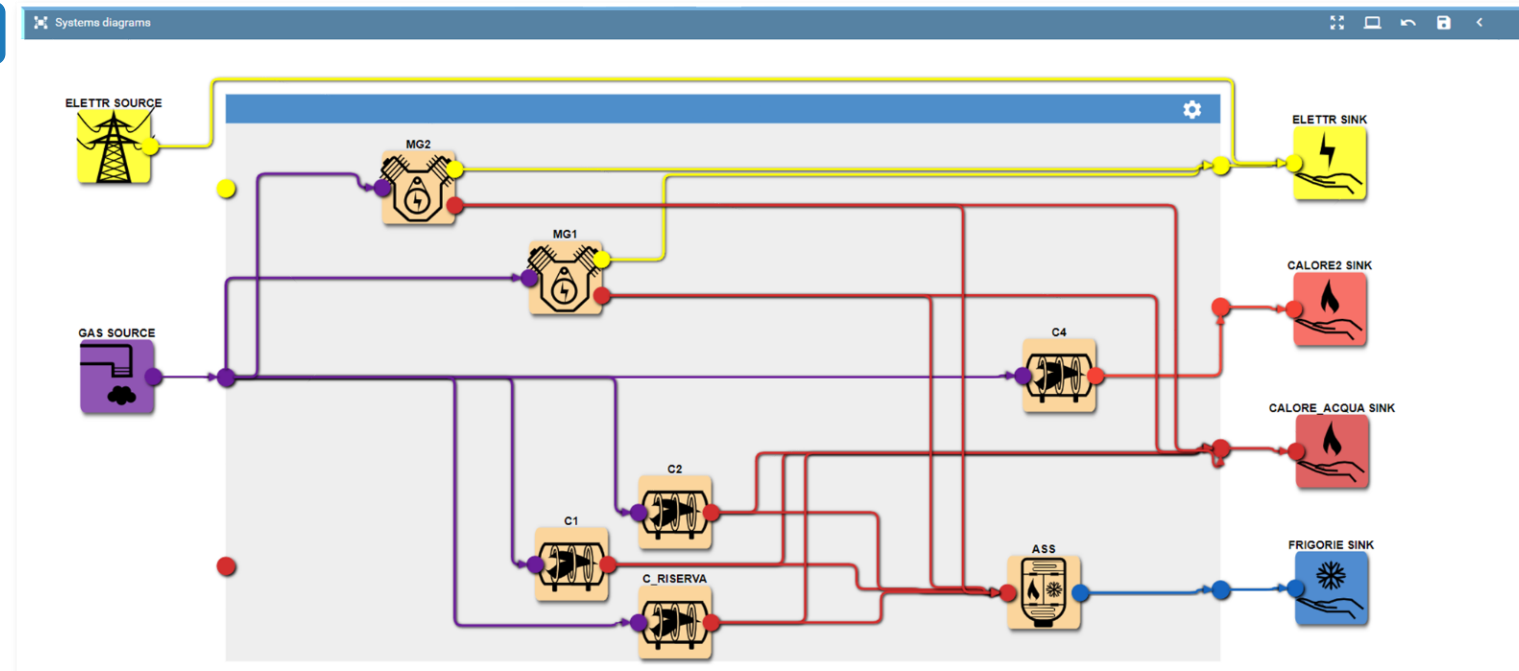 Systems diagrams
ELETTR SOURCE
ELETTR SINK
MG2
MG1
CALORE2 SINK
GAS SOURCE
C4
CALORE_ACQUA SINK
C2
C1
ASS
FRIGORIE SINK
C_RISERVA